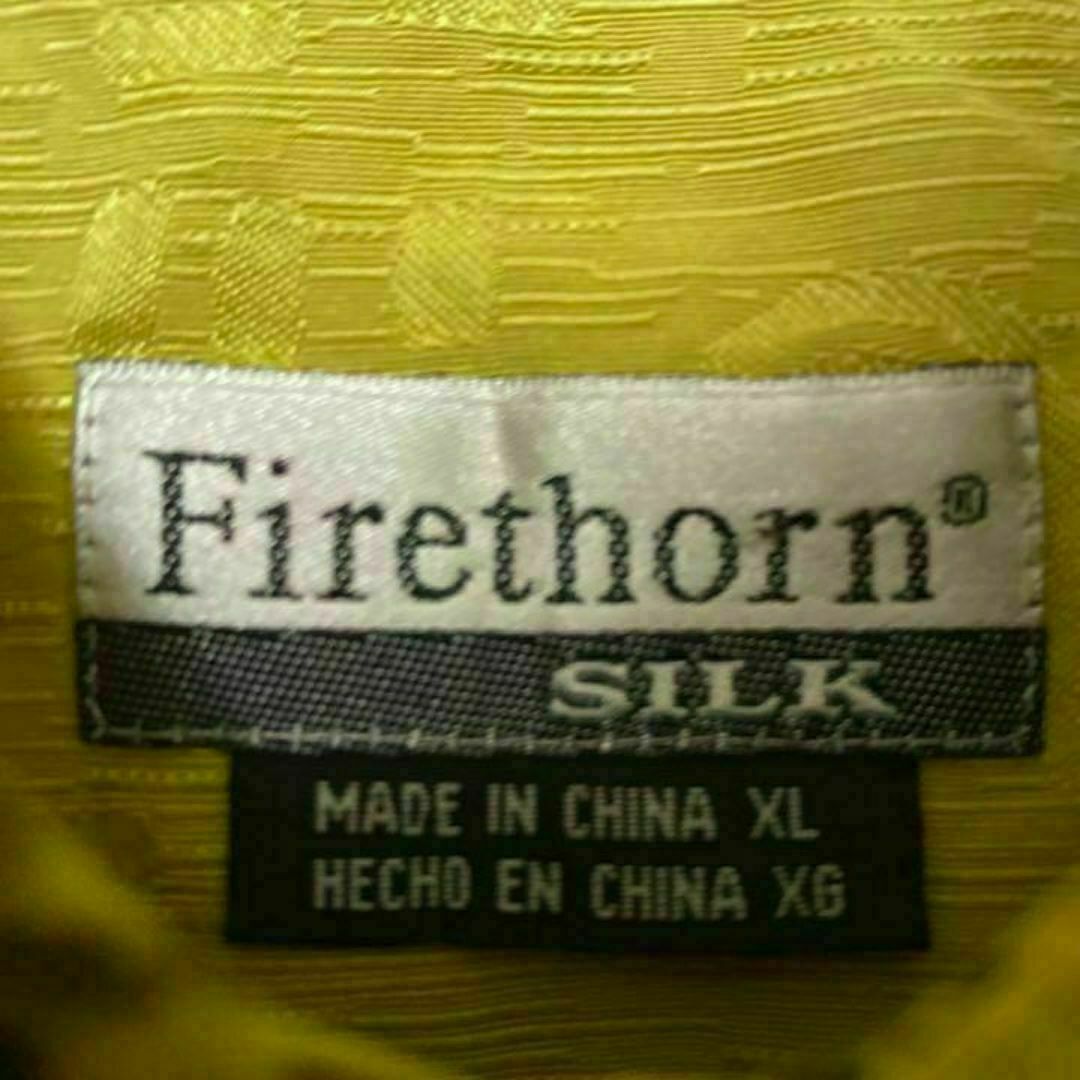 Firethorn®
SILK
MADE IN CHINA XL
HECHO EN CHINA XG